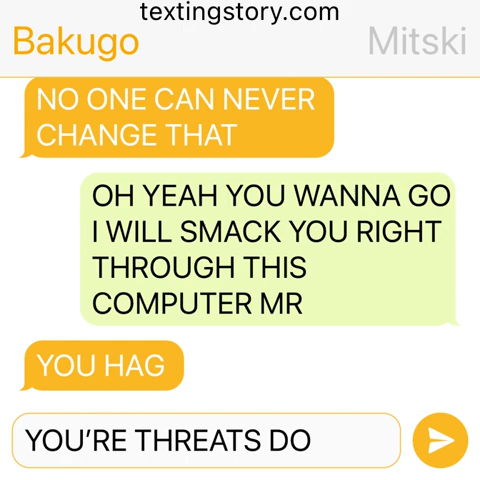 textingstory.com
Bakugo
Mitski
NO ONE CAN NEVER
CHANGE THAT
OH YEAH YOU WANNA GO
I WILL SMACK YOU RIGHT
THROUGH THIS
COMPUTER MR
YOU HAG
YOU’RE THREATS DO